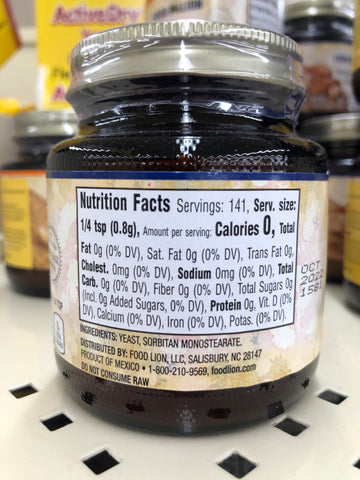 ActiveDry
Nutrition Facts Servings: 141, Serv. size:
1/4 tsp (0.8g), Amount per serving: Calories 0, Total
Fat 0g (0% DV), Sat. Fat 0g (0% DV), Trans Fat 0g,
Cholest. 0mg (0% DV), Sodium 0mg (0% DV), Total
Carb. 0g (0% DV), Fiber 0g (0% DV), Total Sugars 0g
(Incl. 0g Added Sugars, 0% DV), Protein 0g, Vit. D (0%
DV), Calcium (0% DV), Iron (0% DV), Potas. (0% DV).
INGREDIENTS: YEAST, SORBITAN MONOSTEARATE.
DISTRIBUTED BY: FOOD LION, LLC, SALISBURY, NC 28147
PRODUCT OF MEXICO • 1-800-210-9569, foodlion.com
DO NOT CONSUME RAW
OCT